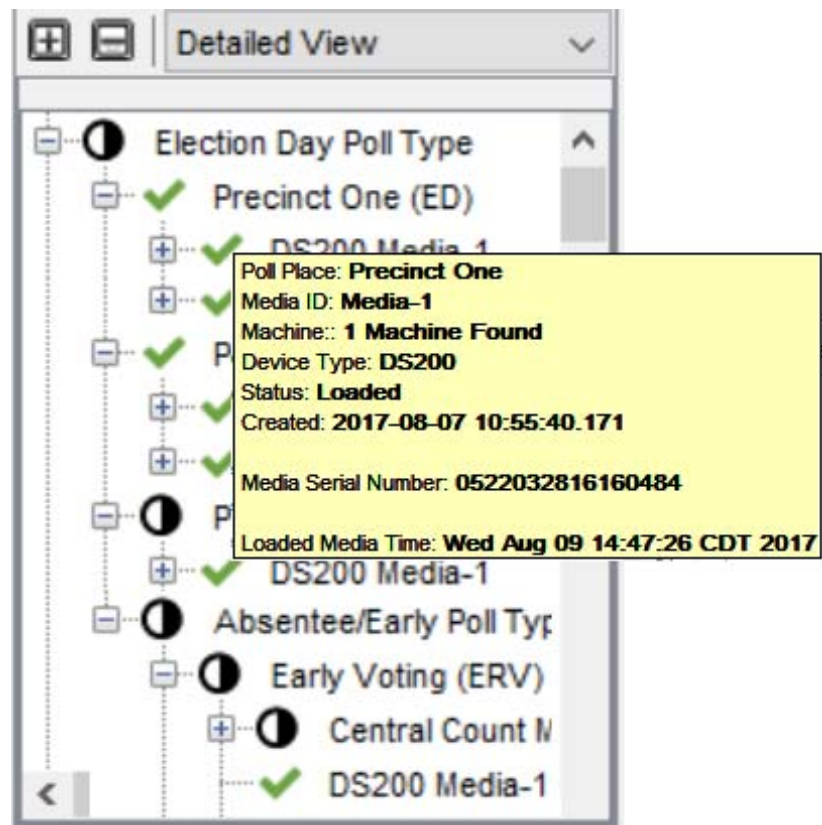 Detailed View
Election Day Poll Type
Precinct One (ED)
DS200 Media-1
Poll Place: Precinct One
Media ID: Media-1
Machine:: 1 Machine Found
Device Type: DS200
Status: Loaded
Created: 2017-08-07 10:55:40.171
Media Serial Number: 0522032816160484
Loaded Media Time: Wed Aug 09 14:47:26 CDT 2017
DS200 Media-1
Absentee/Early Poll Typ
Early Voting (ERV)
Central Count M
DS200 Media-1